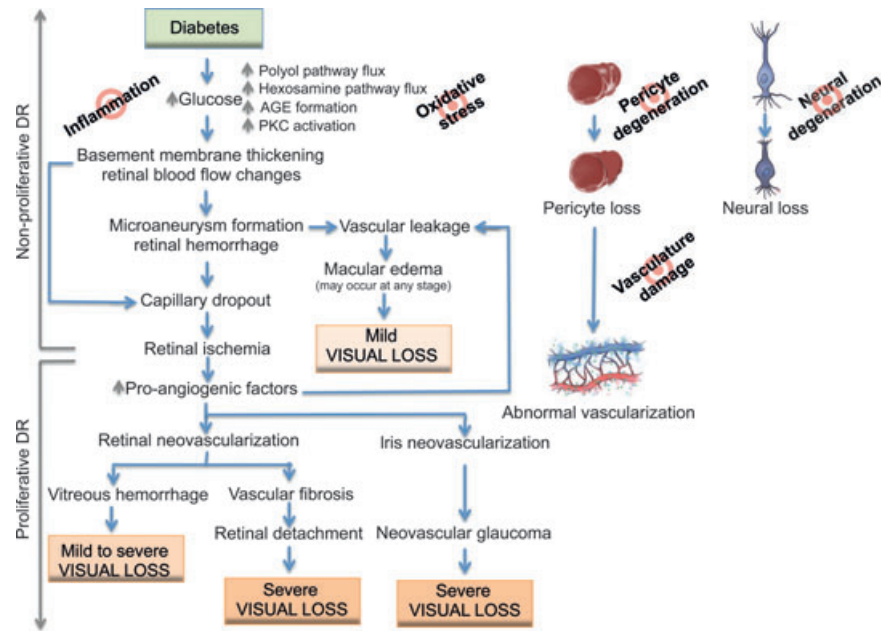 Diabetes
Polyol pathway flux
Hexosamine pathway flux
AGE formation
PKC activation
Glucose
Inflammation
Oxidative
stress
Basement membrane thickening
retinal blood flow changes
Microaneurysm formation
retinal hemorrhage
Vascular leakage
Macular edema
(may occur at any stage)
Capillary dropout
Mild
VISUAL LOSS
Retinal ischemia
Pro-angiogenic factors
Retinal neovascularization
Iris neovascularization
Vitreous hemorrhage
Vascular fibrosis
Retinal detachment
Neovascular glaucoma
Mild to severe
VISUAL LOSS
Severe
VISUAL LOSS
Severe
VISUAL LOSS
Pericyte
degeneration
Pericyte loss
Neural
degeneration
Neural loss
Vasculature
damage
Abnormal vascularization
Non-proliferative DR
Proliferative DR